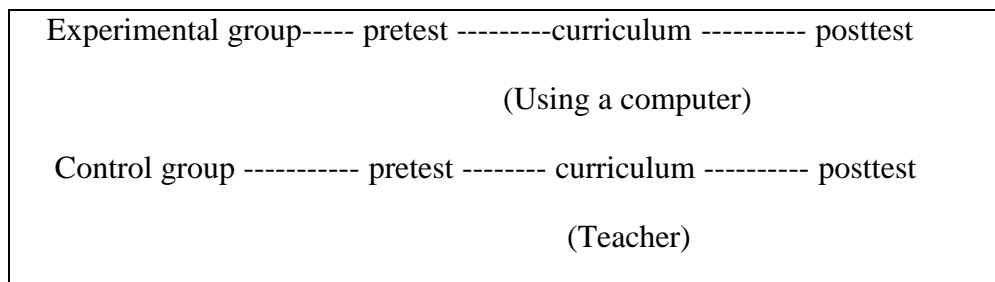 Experimental group----- pretest ---------curriculum ---------- posttest
(Using a computer)
Control group ----------- pretest -------- curriculum ---------- posttest
(Teacher)